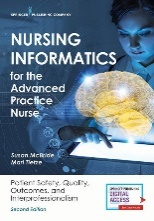 SPRINGER PUBLISHING COMPANY
NURSING
INFORMATICS
for the
Advanced
Practice
Nurse
Susan McBride
Mari Tietze
Patient Safety, Quality,
Outcomes, and
Interprofessionalism
Second Edition
DIGITAL
ACCESS